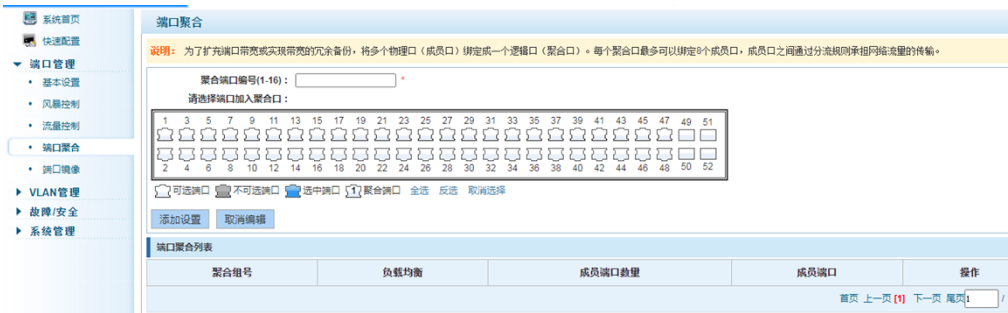 系统首页
快速配置
端口管理
基本设置
风暴控制
流量控制
端口聚合
端口镜像
VLAN管理
故障/安全
系统管理
端口聚合
说明： 为了扩充端口带宽或实现带宽的冗余备份，将多个物理口（成员口）绑定成一个逻辑口（聚合口）。每个聚合口最多可以绑定8个成员口，成员口之间通过分流规则承担网络流量的传输。
聚合端口编号(1-16)： *
请选择端口加入聚合口：
1 3 5 7 9 11 13 15 17 19 21 23 25 27 29 31 33 35 37 39 41 43 45 47 49 51
2 4 6 8 10 12 14 16 18 20 22 24 26 28 30 32 34 36 38 40 42 44 46 48 50 52
可选端口 不可选端口 选中端口 1 聚合端口 全选 反选 取消选择
添加设置 取消编辑
端口聚合列表
聚合组号 负载均衡 成员端口数量 成员端口 操作
首页 上一页 [1] 下一页 尾页 1 /